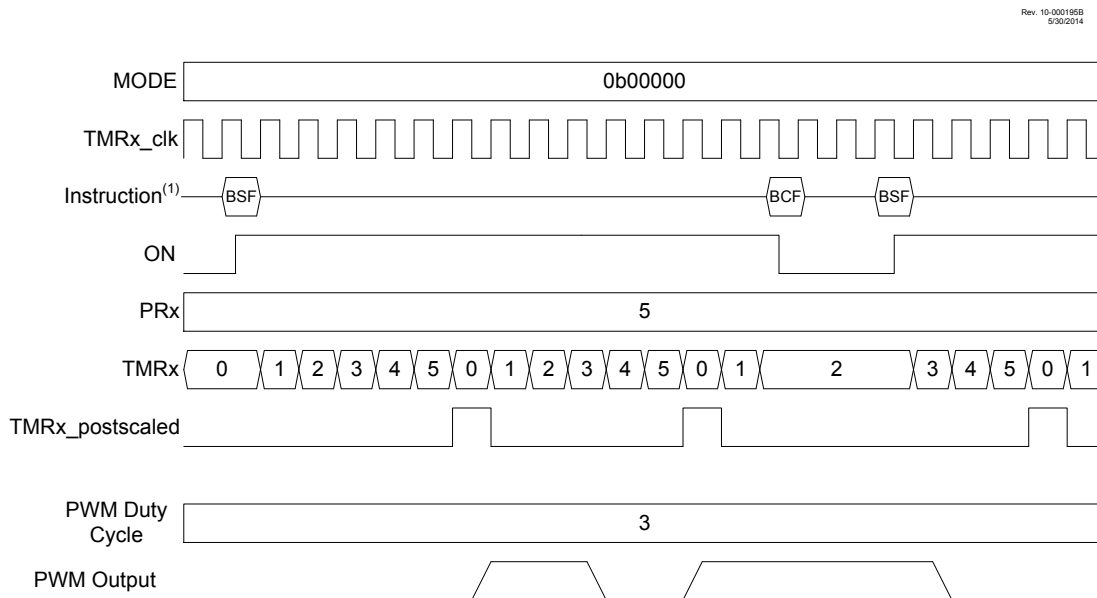 Rev. 10-000195B
5/30/2014
MODE 0b00000
TMRx_clk
Instruction(1) BSF BCF BSF
ON
PRx 5
TMRx 0 1 2 3 4 5 0 1 2 3 4 5 0 1 2 3 4 5 0 1
TMRx_postscaled
PWM Duty
Cycle 3
PWM Output